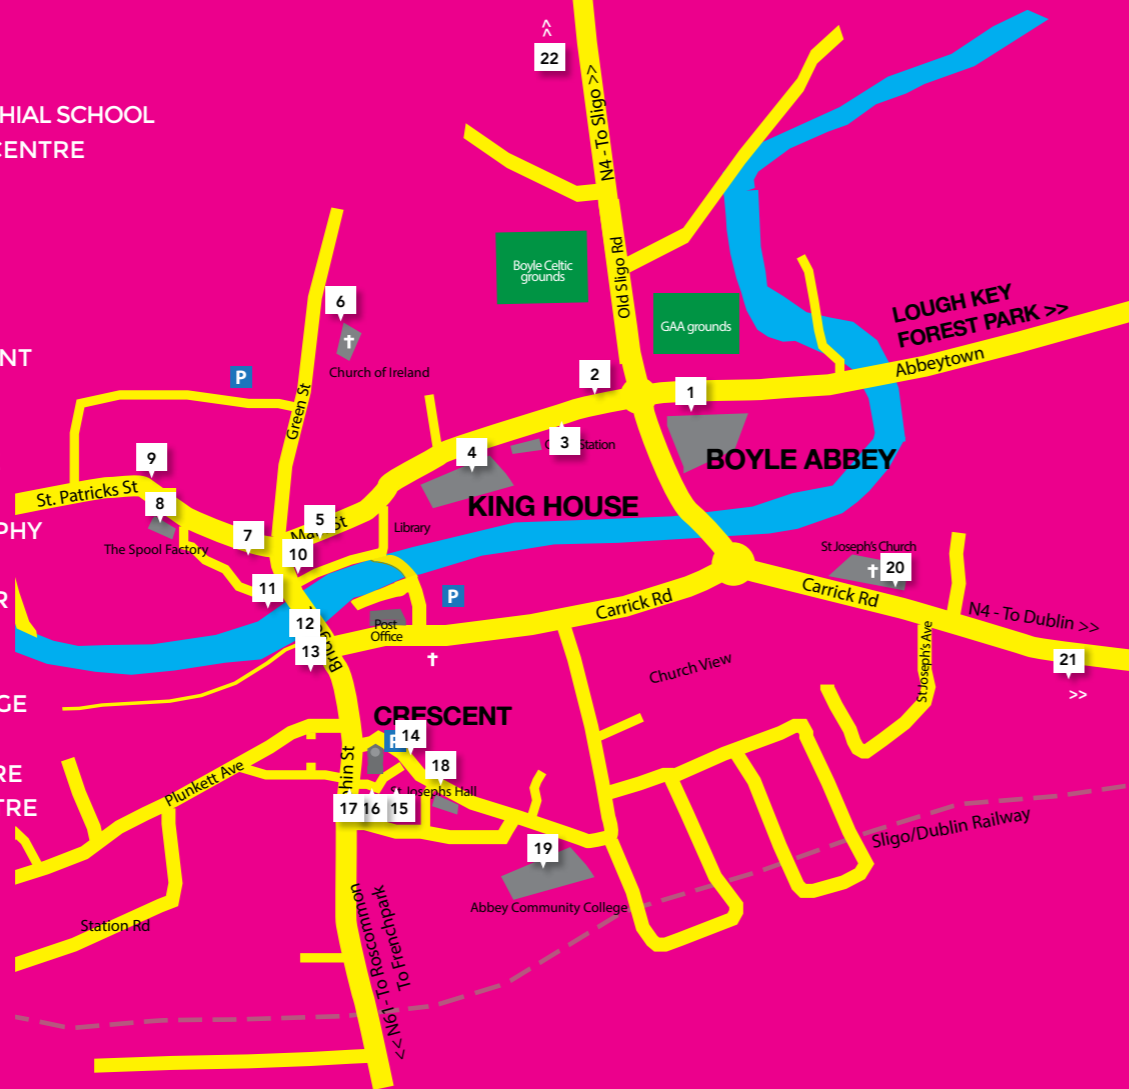 ^^
22
N4 - To Sligo >>
HIAL SCHOOL
CENTRE
Boyle Celtic
grounds
Old Sligo Rd
LOUGH KEY
FOREST PARK >>
6
GAA grounds
NT
Church of Ireland
Abbeytown
P
2
1
Green St
3
Station
4
BOYLE ABBEY
9
St. Patricks St
KING HOUSE
8
5
St
Library
PHY
7
The Spool Factory
10
St Joseph's Church
20
11
Carrick Rd
P
Carrick Rd
R
12
Post
Office
N4 - To Dublin >>
13
St Joseph's Ave
21
>>
Church View
GE
CRESCENT
P
14
18
RE
Plunkett Ave
St Josephs Hall
TRE
17
16
15
Sligo/Dublin Railway
19
Abbey Community College
Station Rd
<< N61 - To Roscommon
To Frenchpark